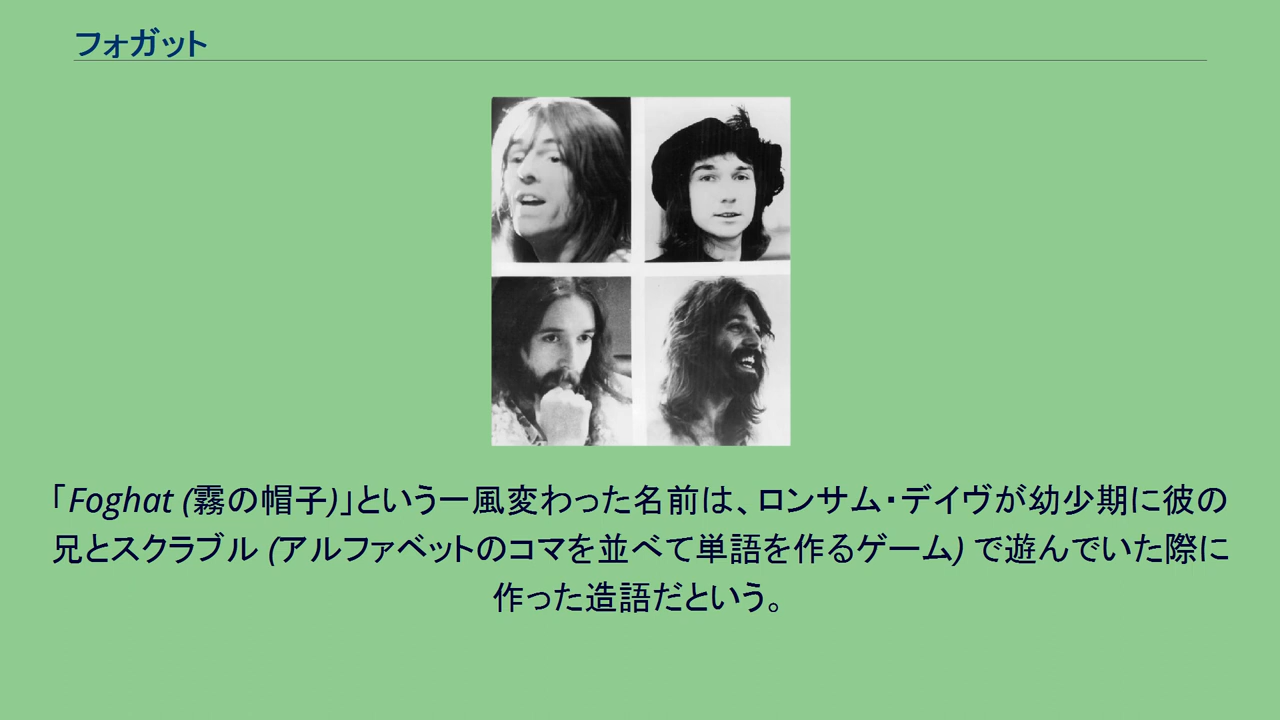 フォガット
「Foghat (霧の帽子)」という一風変わった名前は、ロンサム・デイヴが幼少期に彼の
兄とスクラブル (アルファベットのコマを並べて単語を作るゲーム) で遊んでいた際に
作った造語だという。